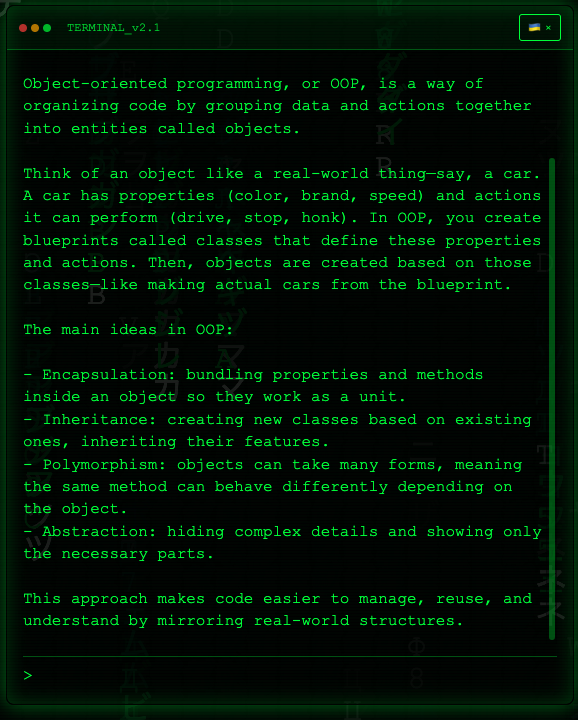 TERMINAL_v2.1
🇺🇦 ×
Object-oriented programming, or OOP, is a way of
organizing code by grouping data and actions together
into entities called objects.
Think of an object like a real-world thing—say, a car.
A car has properties (color, brand, speed) and actions
it can perform (drive, stop, honk). In OOP, you create
blueprints called classes that define these properties
and actions. Then, objects are created based on those
classes—like making actual cars from the blueprint.
The main ideas in OOP:
- Encapsulation: bundling properties and methods
inside an object so they work as a unit.
- Inheritance: creating new classes based on existing
ones, inheriting their features.
- Polymorphism: objects can take many forms, meaning
the same method can behave differently depending on
the object.
- Abstraction: hiding complex details and showing only
the necessary parts.
This approach makes code easier to manage, reuse, and
understand by mirroring real-world structures.
>